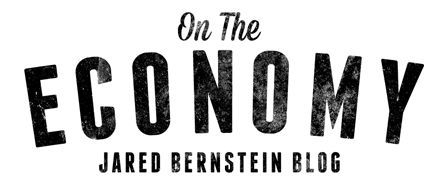 On The
ECONOMY
JARED BERNSTEIN BLOG